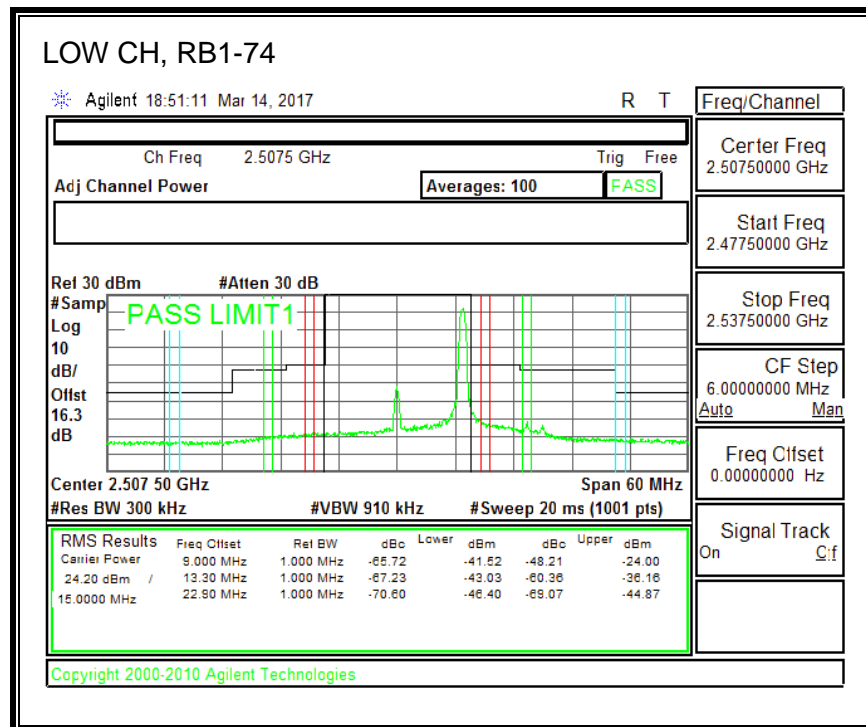 LOW CH, RB1-74
Agilent 18:51:11 Mar 14, 2017 R T
Freq/Channel
Ch Freq 2.5075 GHz Trig Free
Adj Channel Power Averages: 100 PASS
Center Freq
2.50750000 GHz
Start Freq
2.47750000 GHz
Ref 30 dBm #Atten 30 dB
#Samp
Log
10
dB/
Offst
16.3
dB
PASS LIMIT1
Stop Freq
2.53750000 GHz
CF Step
6.00000000 MHz
Auto Man
Freq Offset
0.00000000 Hz
Center 2.507 50 GHz Span 60 MHz
#Res BW 300 kHz #VBW 910 kHz #Sweep 20 ms (1001 pts)
Signal Track
On Off
RMS Results Freq Offset Ref BW dBc Lower dBm dBc Upper dBm
Carrier Power 9.000 MHz 1.000 MHz -65.72 -41.52 -48.21 -24.00
24.20 dBm / 13.30 MHz 1.000 MHz -67.23 -43.03 -60.36 -36.16
15.0000 MHz 22.90 MHz 1.000 MHz -70.60 -46.40 -69.07 -44.87
Copyright 2000-2010 Agilent Technologies